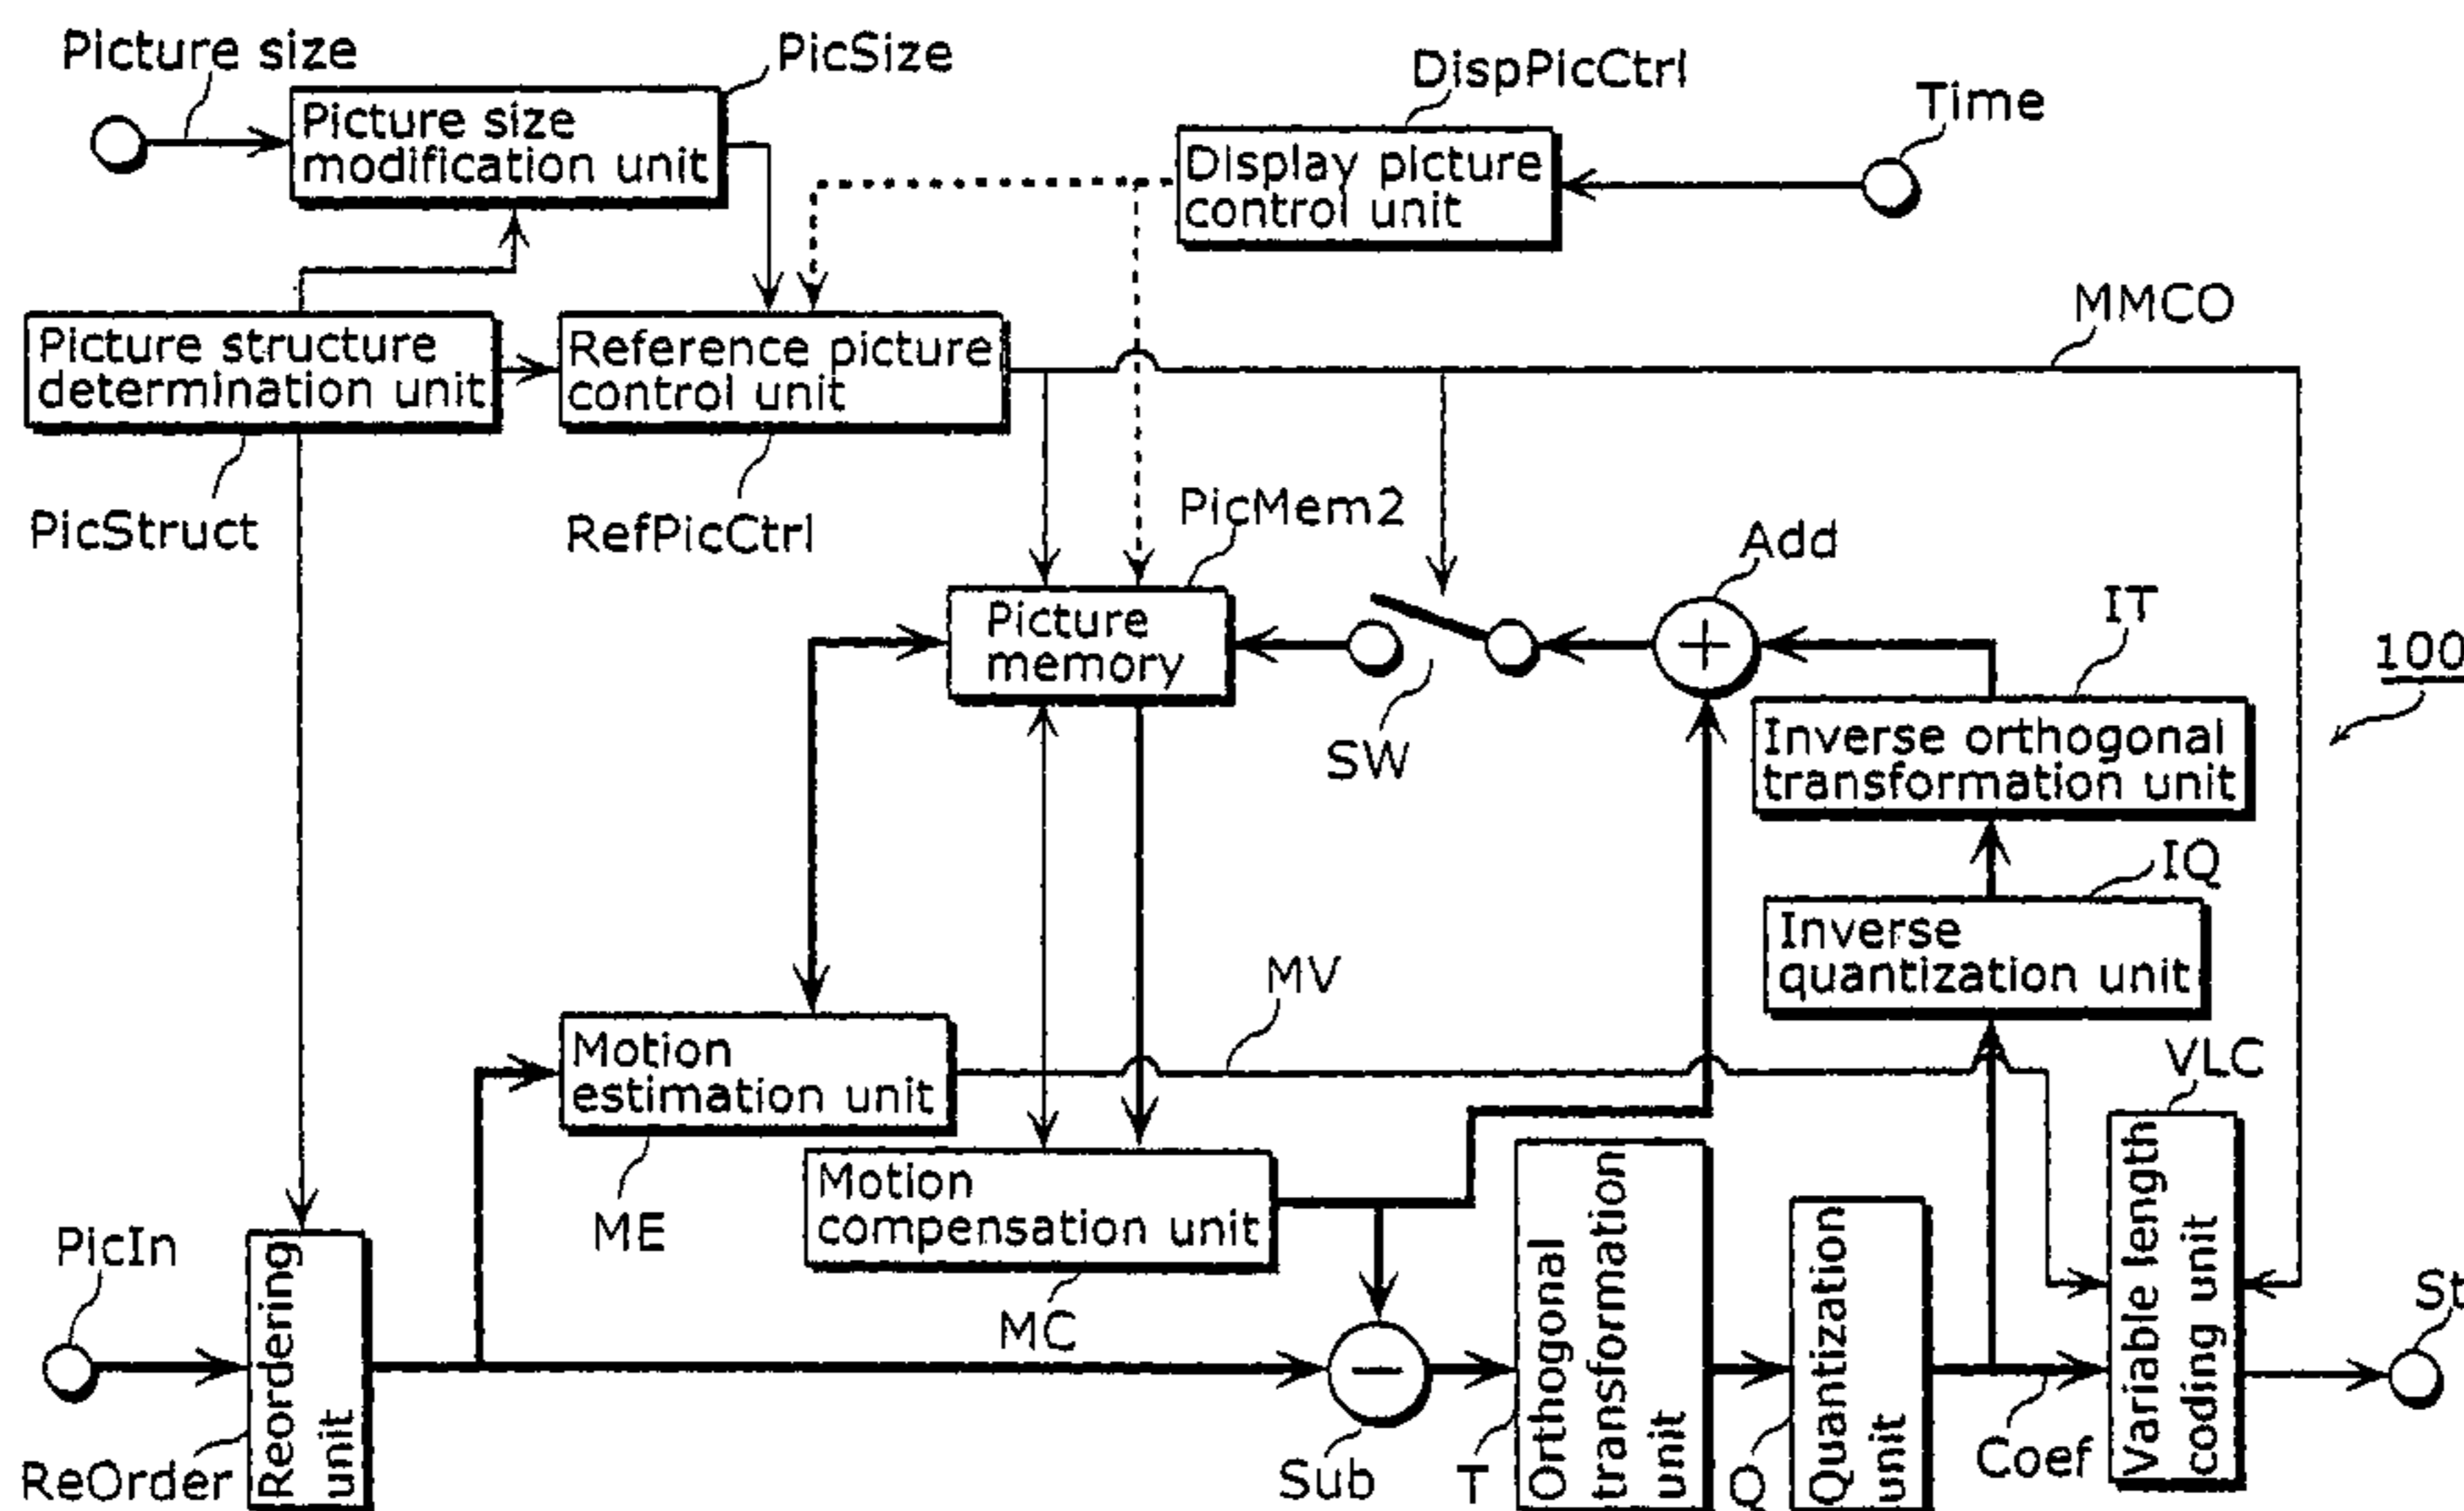 Picture size
PicSize
DispPicCtrl
Time
Picture size
modification unit
Display picture
control unit
MMCO
Picture structure
determination unit
Reference picture
control unit
PicStruct
RefPicCtrl
PicMem2
Add
IT
Picture
memory
+
100
SW
Inverse orthogonal
transformation unit
IQ
Inverse
quantization unit
MV
VLC
Motion
estimation unit
ME
Motion
compensation unit
MC
PicIn
Reordering
unit
ReOrder
−
Sub
Orthogonal
transformation
unit
T
Quantization
unit
Q
Coef
Variable length
coding unit
St